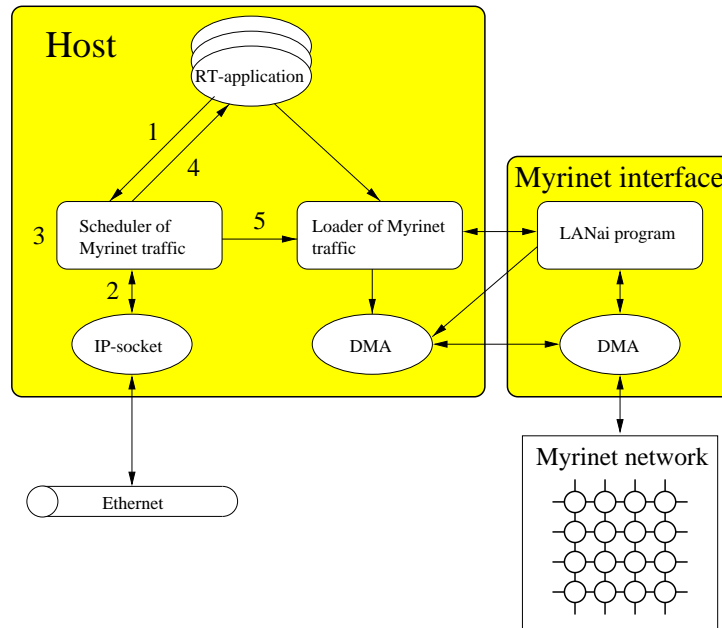 Host
RT-application
1
4
Myrinet interface
3
Scheduler of
Myrinet traffic
5
Loader of Myrinet
traffic
LANai program
2
IP-socket
DMA
DMA
Myrinet network
Ethernet